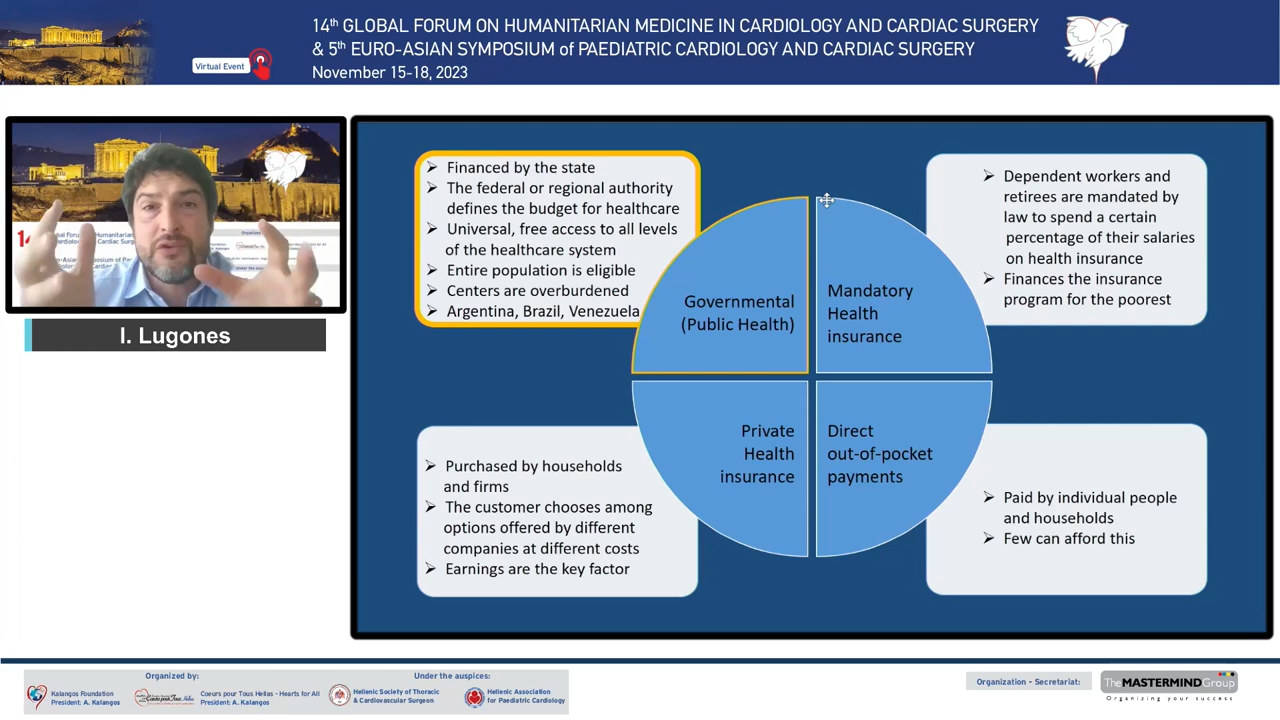 14th GLOBAL FORUM ON HUMANITARIAN MEDICINE IN CARDIOLOGY AND CARDIAC SURGERY
& 5th EURO-ASIAN SYMPOSIUM of PAEDIATRIC CARDIOLOGY AND CARDIAC SURGERY
Virtual Event
November 15-18, 2023
I. Lugones
➢ Financed by the state
➢ The federal or regional authority
defines the budget for healthcare
➢ Universal, free access to all levels
of the healthcare system
➢ Entire population is eligible
➢ Centers are overburdened
➢ Argentina, Brazil, Venezuela
Governmental
(Public Health)
Mandatory
Health
insurance
➢ Dependent workers and
retirees are mandated by
law to spend a certain
percentage of their salaries
on health insurance
➢ Finances the insurance
program for the poorest
➢ Purchased by households
and firms
➢ The customer chooses among
options offered by different
companies at different costs
➢ Earnings are the key factor
Private
Health
insurance
Direct
out-of-pocket
payments
➢ Paid by individual people
and households
➢ Few can afford this
Organized by:
Kalangos Foundation
President: A. Kalangos
Coeurs pour Tous Hellas - Hearts for All
President: A. Kalangos
Under the auspices:
Hellenic Society of Thoracic
& Cardiovascular Surgeon
Hellenic Association
for Paediatric Cardiology
Organization - Secretariat:
The MASTERMIND Group
Organizing your success